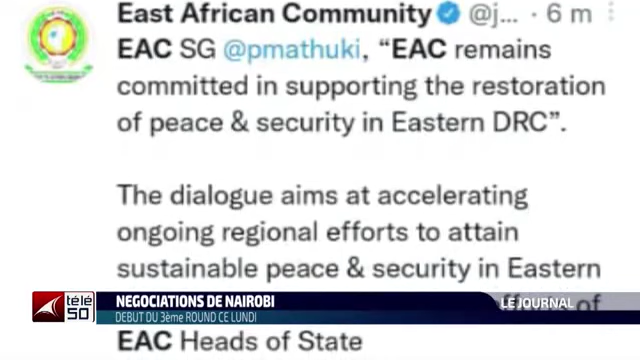 East African Community @j... · 6 m
EAC SG @pmathuki, “EAC remains
committed in supporting the restoration
of peace & security in Eastern DRC”.
The dialogue aims at accelerating
ongoing regional efforts to attain
sustainable peace & security in Eastern
of
EAC Heads of State
télé
50
NEGOCIATIONS DE NAIROBI
DEBUT DU 3ème ROUND CE LUNDI
LE JOURNAL